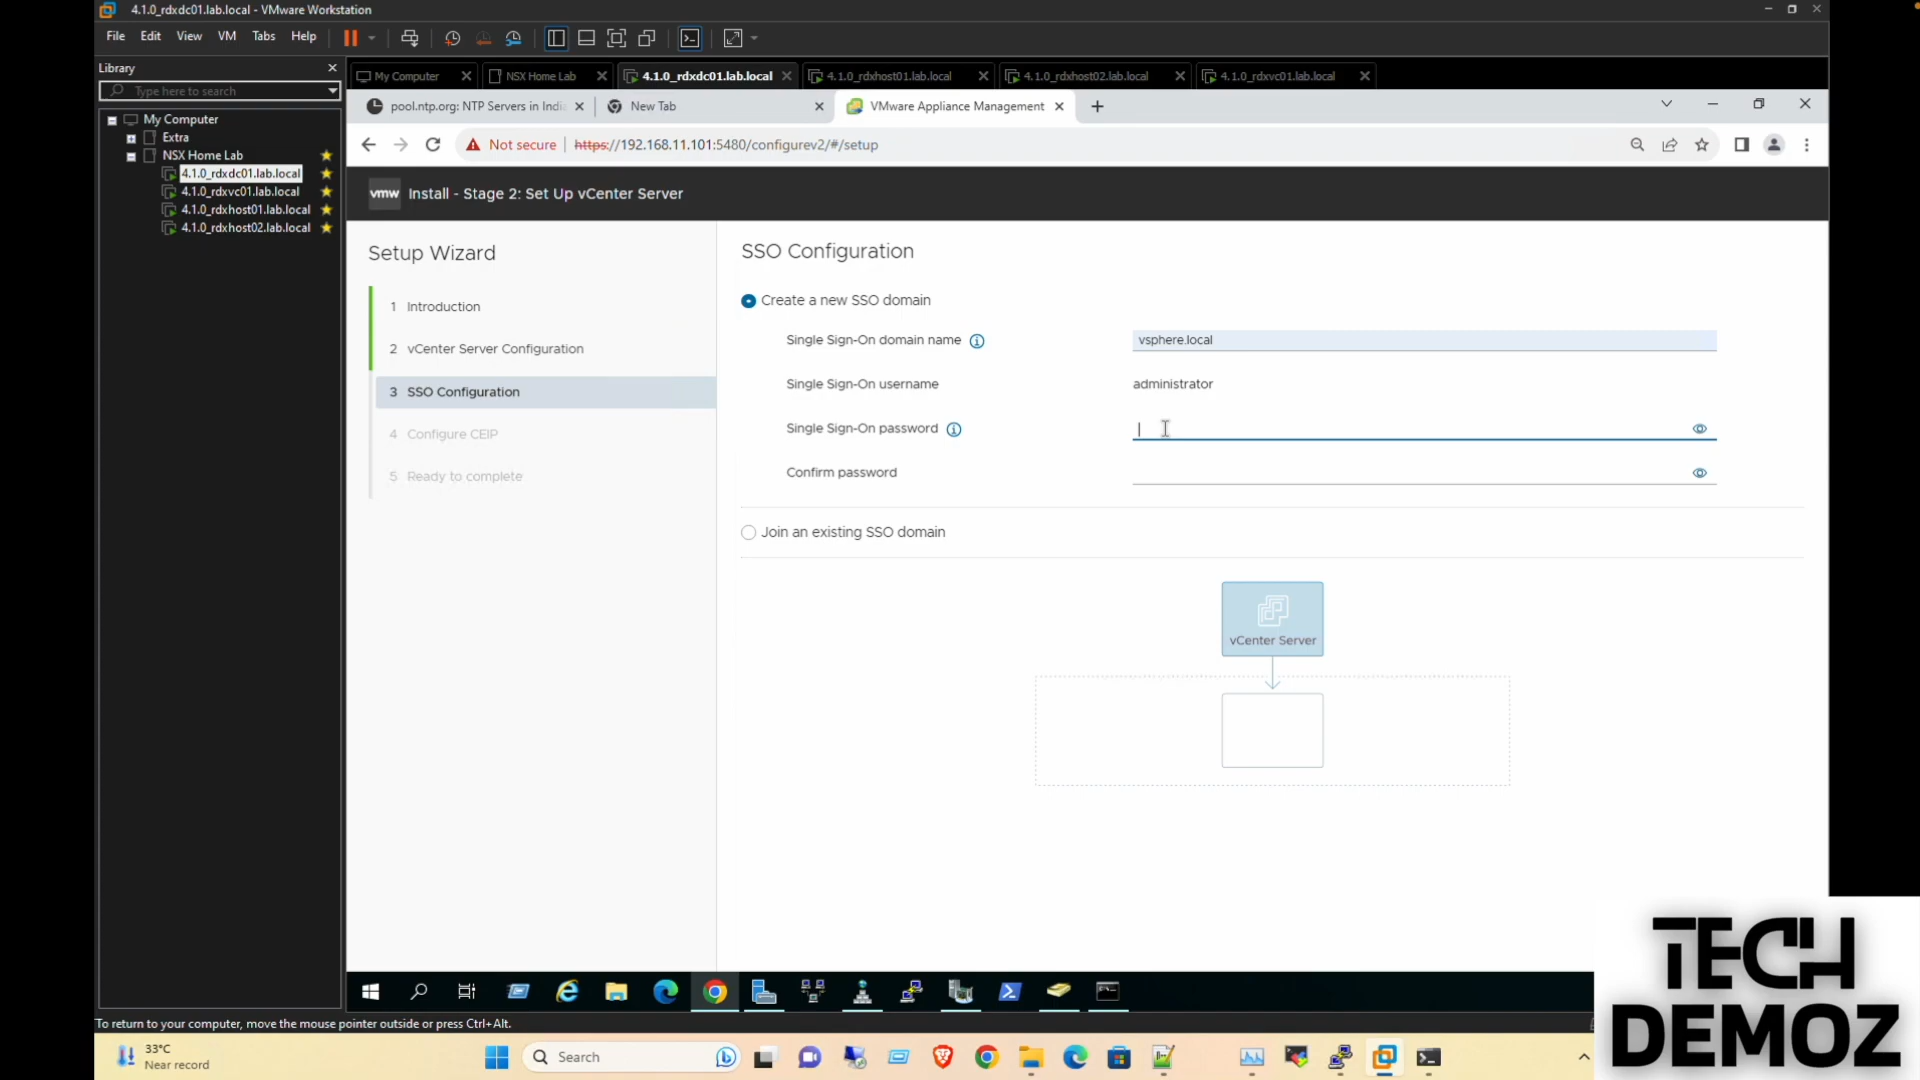 4.1.0_rdxdc01.lab.local - VMware Workstation
File Edit View VM Tabs Help
Library
Type here to search
My Computer
Extra
NSX Home Lab
4.1.0_rdxdc01.lab.local
4.1.0_rdxvc01.lab.local
4.1.0_rdxhost01.lab.local
4.1.0_rdxhost02.lab.local
My Computer NSX Home Lab 4.1.0_rdxdc01.lab.local 4.1.0_rdxhost01.lab.local 4.1.0_rdxhost02.lab.local 4.1.0_rdxvc01.lab.local
pool.ntp.org: NTP Servers in Indi New Tab VMware Appliance Management
Not secure https://192.168.11.101:5480/configurev2/#/setup
vmw Install - Stage 2: Set Up vCenter Server
Setup Wizard
1 Introduction
2 vCenter Server Configuration
3 SSO Configuration
4 Configure CEIP
5 Ready to complete
SSO Configuration
Create a new SSO domain
Single Sign-On domain name vsphere.local
Single Sign-On username administrator
Single Sign-On password
Confirm password
Join an existing SSO domain
vCenter Server
To return to your computer, move the mouse pointer outside or press Ctrl+Alt.
33°C
Near record
Search
TECH
DEMOZ